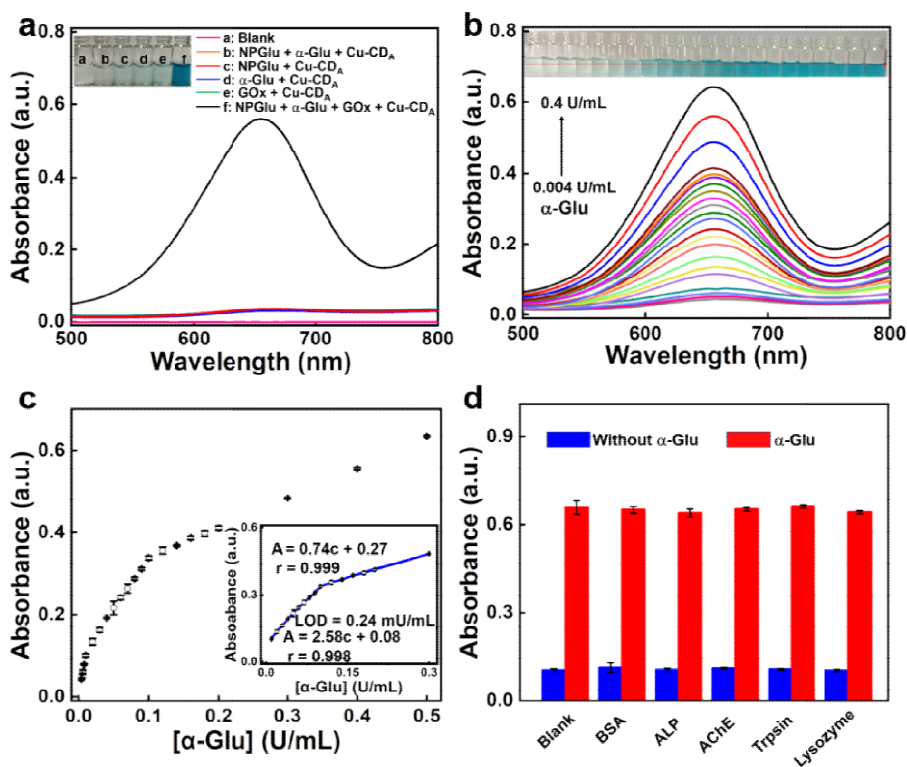 a
a b c d e f
a: Blank
b: NPGlu + α-Glu + Cu-CDA
c: NPGlu + Cu-CDA
d: α-Glu + Cu-CDA
e: GOx + Cu-CDA
f: NPGlu + α-Glu + GOx + Cu-CDA
Absorbance (a.u.)
0.8
0.6
0.4
0.2
0.0
500 600 700 800
Wavelength (nm)
b
0.4 U/mL
0.004 U/mL
α-Glu
Absorbance (a.u.)
0.8
0.6
0.4
0.2
0.0
500 600 700 800
Wavelength (nm)
c
Absorbance (a.u.)
0.6
0.4
0.2
0.0
0.0 0.1 0.2 0.3 0.4 0.5
[α-Glu] (U/mL)
Absoabance (a.u.)
0.6
0.3
0.0
A = 0.74c + 0.27
r = 0.999
LOD = 0.24 mU/mL
A = 2.58c + 0.08
r = 0.998
0.0 0.3
[α-Glu] (U/mL)
d
Without α-Glu α-Glu
Absorbance (a.u.)
0.9
0.6
0.3
0.0
Blank BSA ALP AChE Trpsin Lysozyme